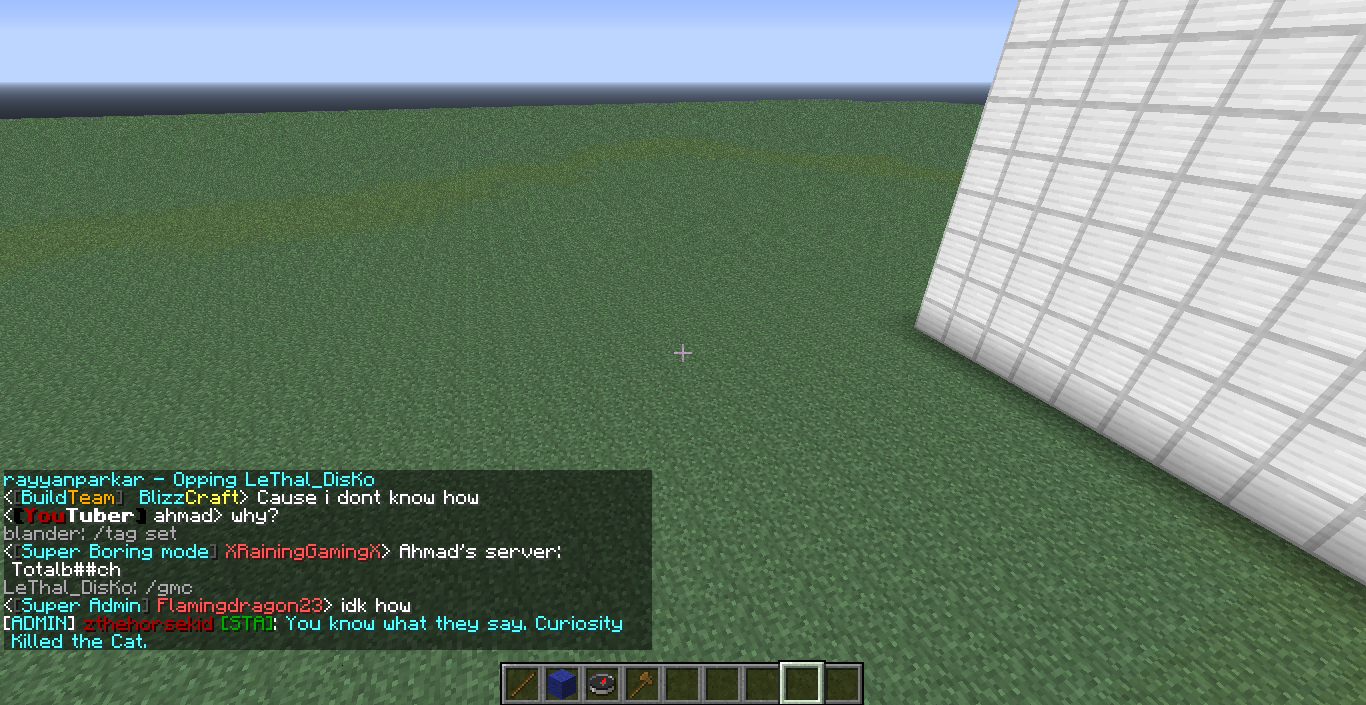 rayyanparkar - Opping LeThal_DisKo
<[BuildTeam] BlizzCraft> Cause i dont know how
<[YouTuber] ahmad> why?
blander: /tag set
<[Super Boring mode] XRainingGamingX> Ahmad's server:
Totalb##ch
LeThal_DisKo: /gmc
<[Super Admin] Flamingdragon23> idk how
[ADMIN] zthehorsekid [STA]: You know what they say. Curiosity
Killed the Cat.